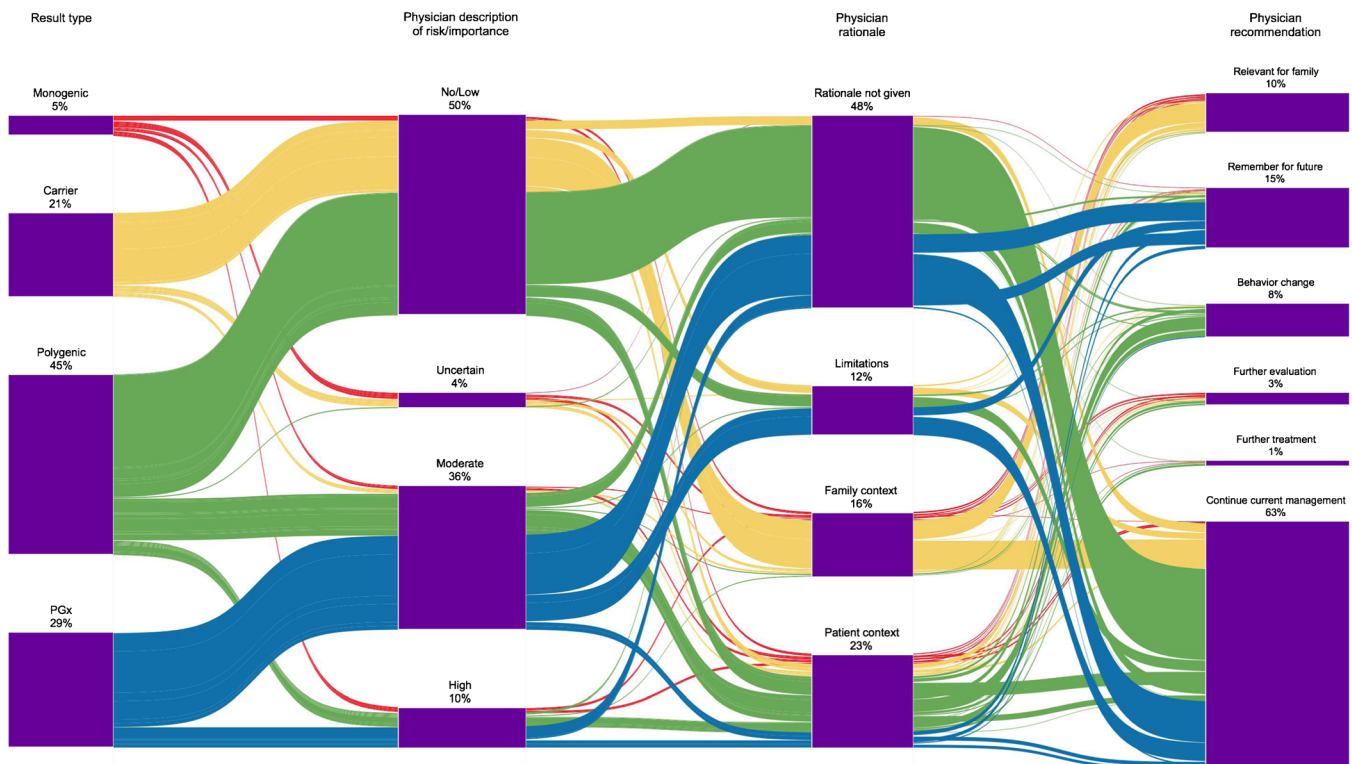 Result type
Physician description
of risk/importance
Physician
rationale
Physician
recommendation
Monogenic
5%
Carrier
21%
Polygenic
45%
PGx
29%
No/Low
50%
Uncertain
4%
Moderate
36%
High
10%
Rationale not given
48%
Limitations
12%
Family context
16%
Patient context
23%
Relevant for family
10%
Remember for future
15%
Behavior change
8%
Further evaluation
3%
Further treatment
1%
Continue current management
63%